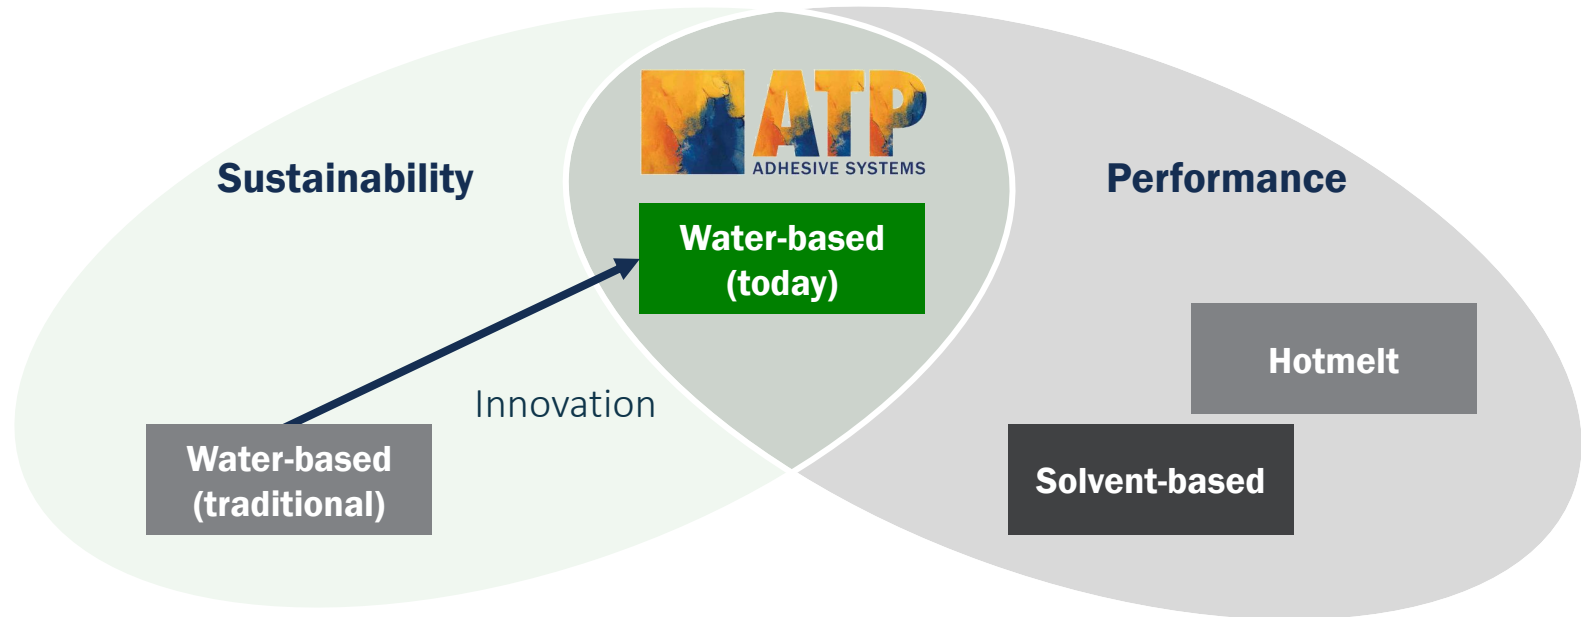 ATP
ADHESIVE SYSTEMS
Sustainability
Performance
Water-based
(today)
Hotmelt
Innovation
Water-based
(traditional)
Solvent-based